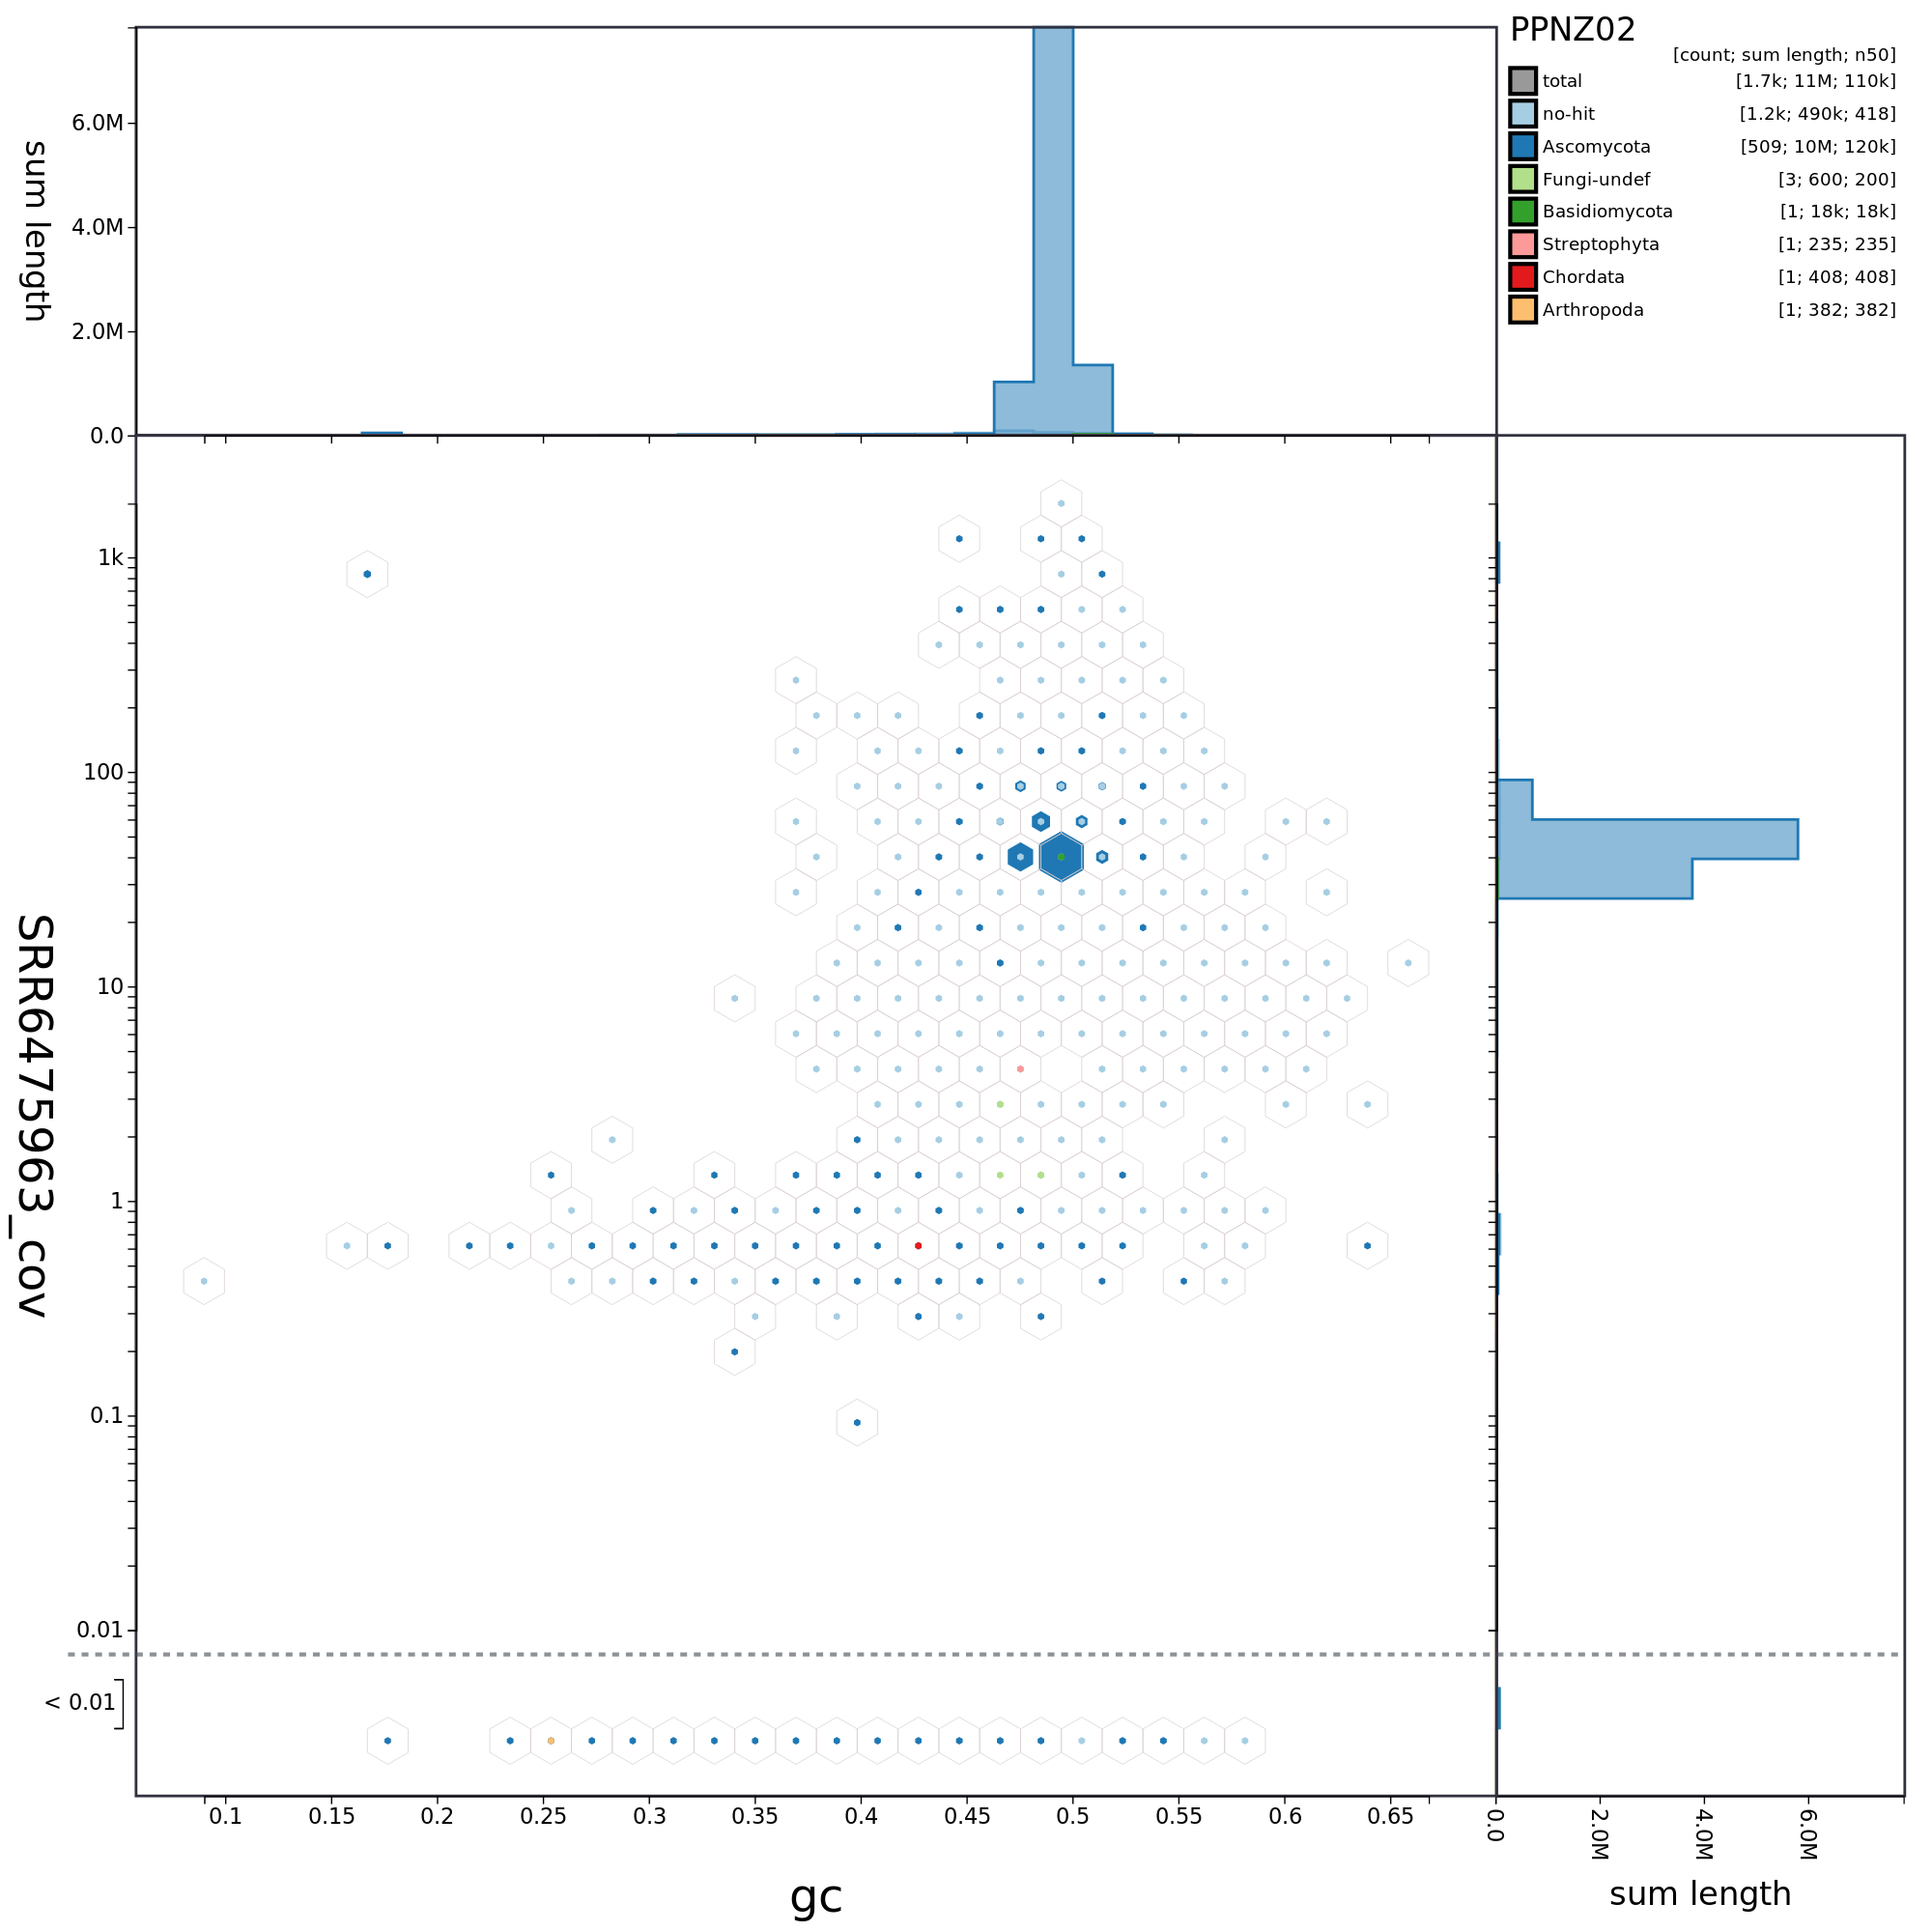 PPNZ02
[count; sum length; n50]
total [1.7k; 11M; 110k]
no-hit [1.2k; 490k; 418]
Ascomycota [509; 10M; 120k]
Fungi-undef [3; 600; 200]
Basidiomycota [1; 18k; 18k]
Streptophyta [1; 235; 235]
Chordata [1; 408; 408]
Arthropoda [1; 382; 382]
sum length
6.0M
4.0M
2.0M
0.0
SRR6475963_cov
1k
100
10
1
0.1
0.01
< 0.01
0.1 0.15 0.2 0.25 0.3 0.35 0.4 0.45 0.5 0.55 0.6 0.65
gc
0.0 2.0M 4.0M 6.0M
sum length